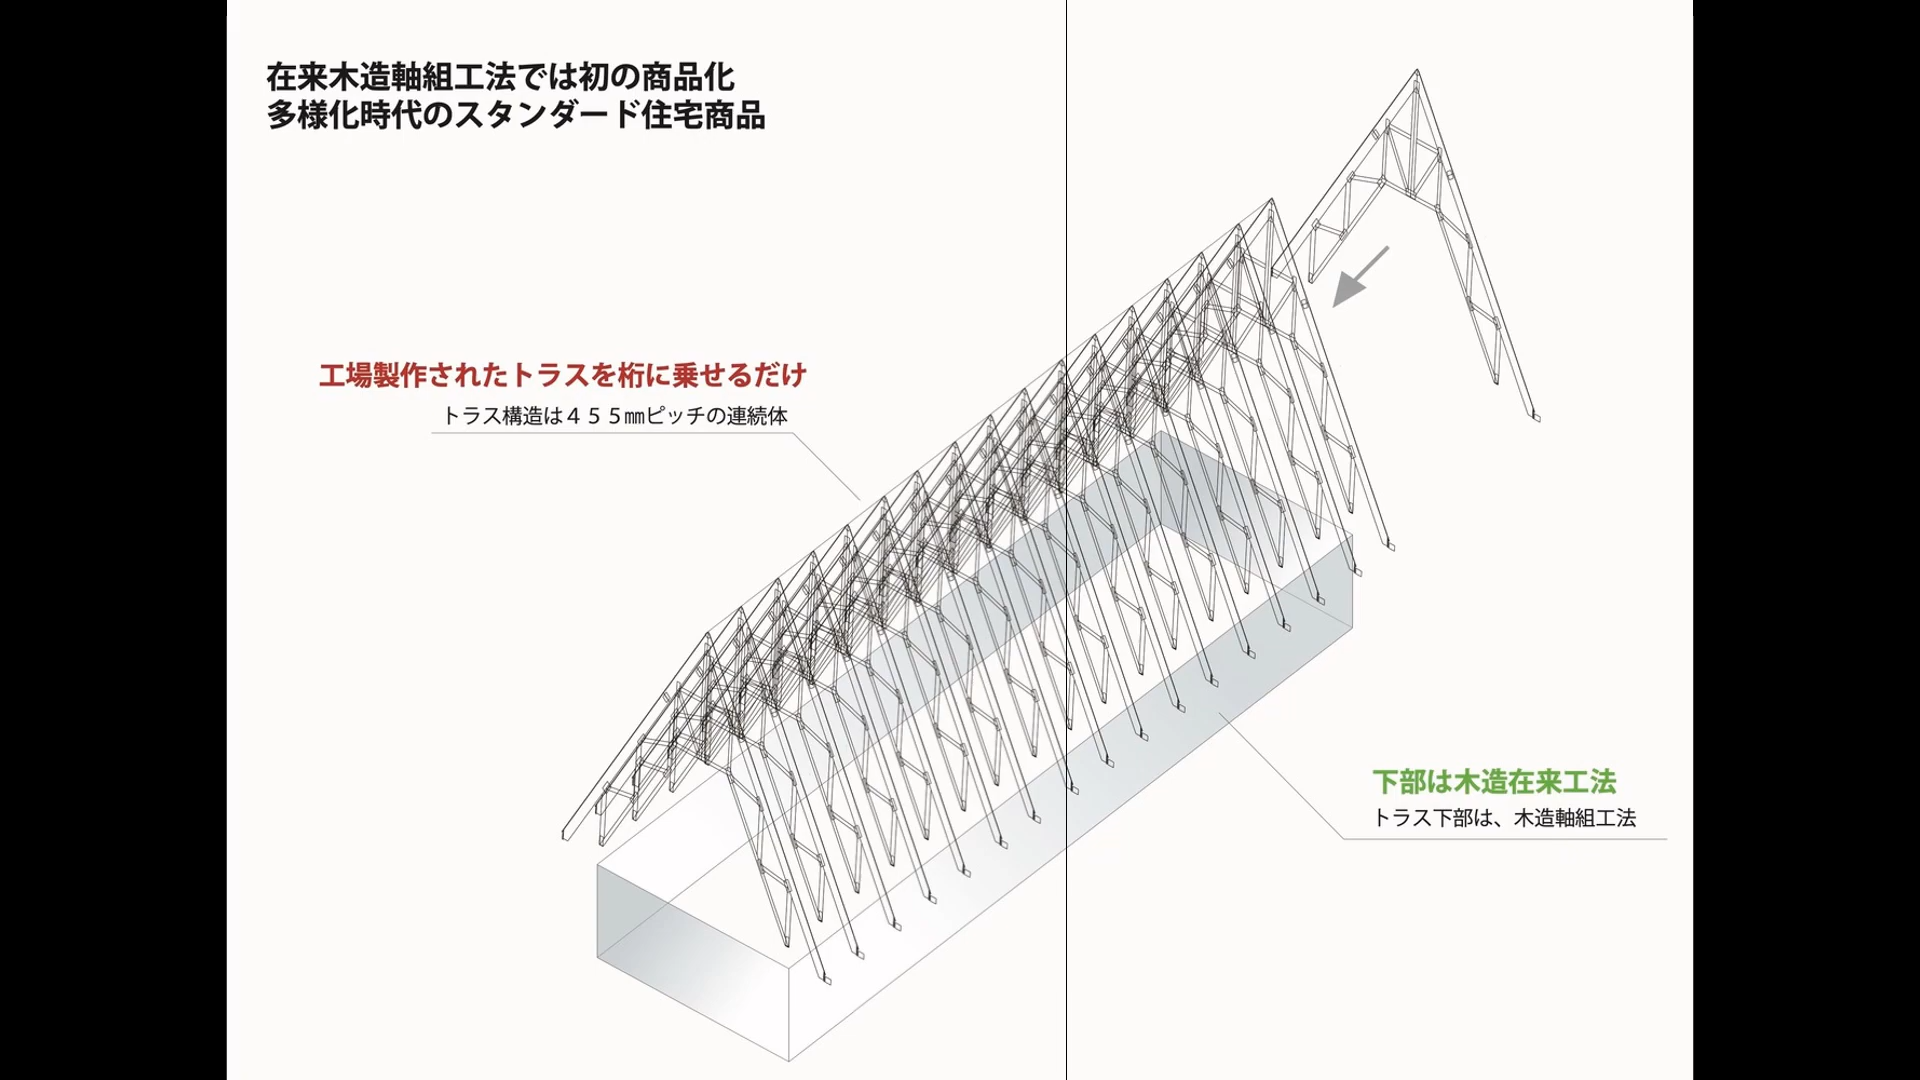 在来木造軸組工法では初の商品化
多様化時代のスタンダード住宅商品
工場製作されたトラスを桁に乗せるだけ
トラス構造は４５５㎜ピッチの連続体
下部は木造在来工法
トラス下部は、木造軸組工法